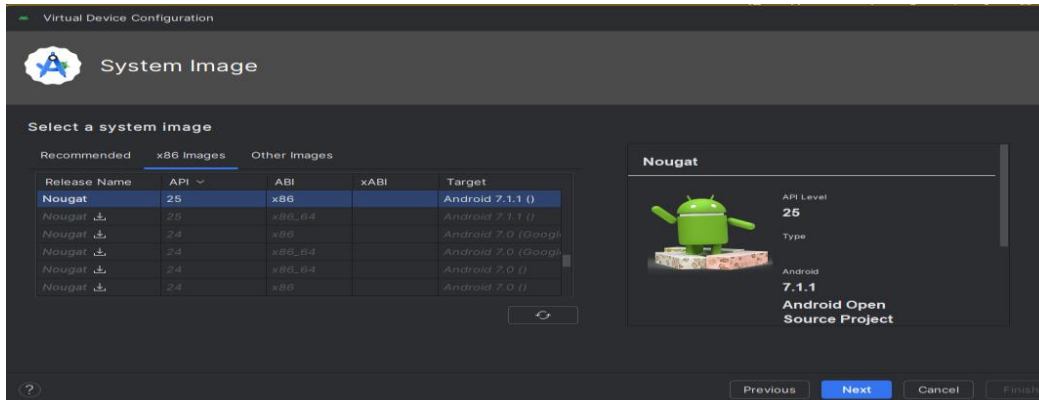 Virtual Device Configuration
System Image
Select a system image
Recommended x86 Images Other Images
Release Name API ABI xABI Target
Nougat 25 x86 Android 7.1.1 ()
Nougat 25 x86_64 Android 7.1.1 ()
Nougat 24 x86 Android 7.0 (Googl
Nougat 24 x86_64 Android 7.0 (Googl
Nougat 24 x86_64 Android 7.0 ()
Nougat 24 x86 Android 7.0 ()
Nougat
API Level
25
Type
Android
7.1.1
Android Open
Source Project
? Previous Next Cancel Finish